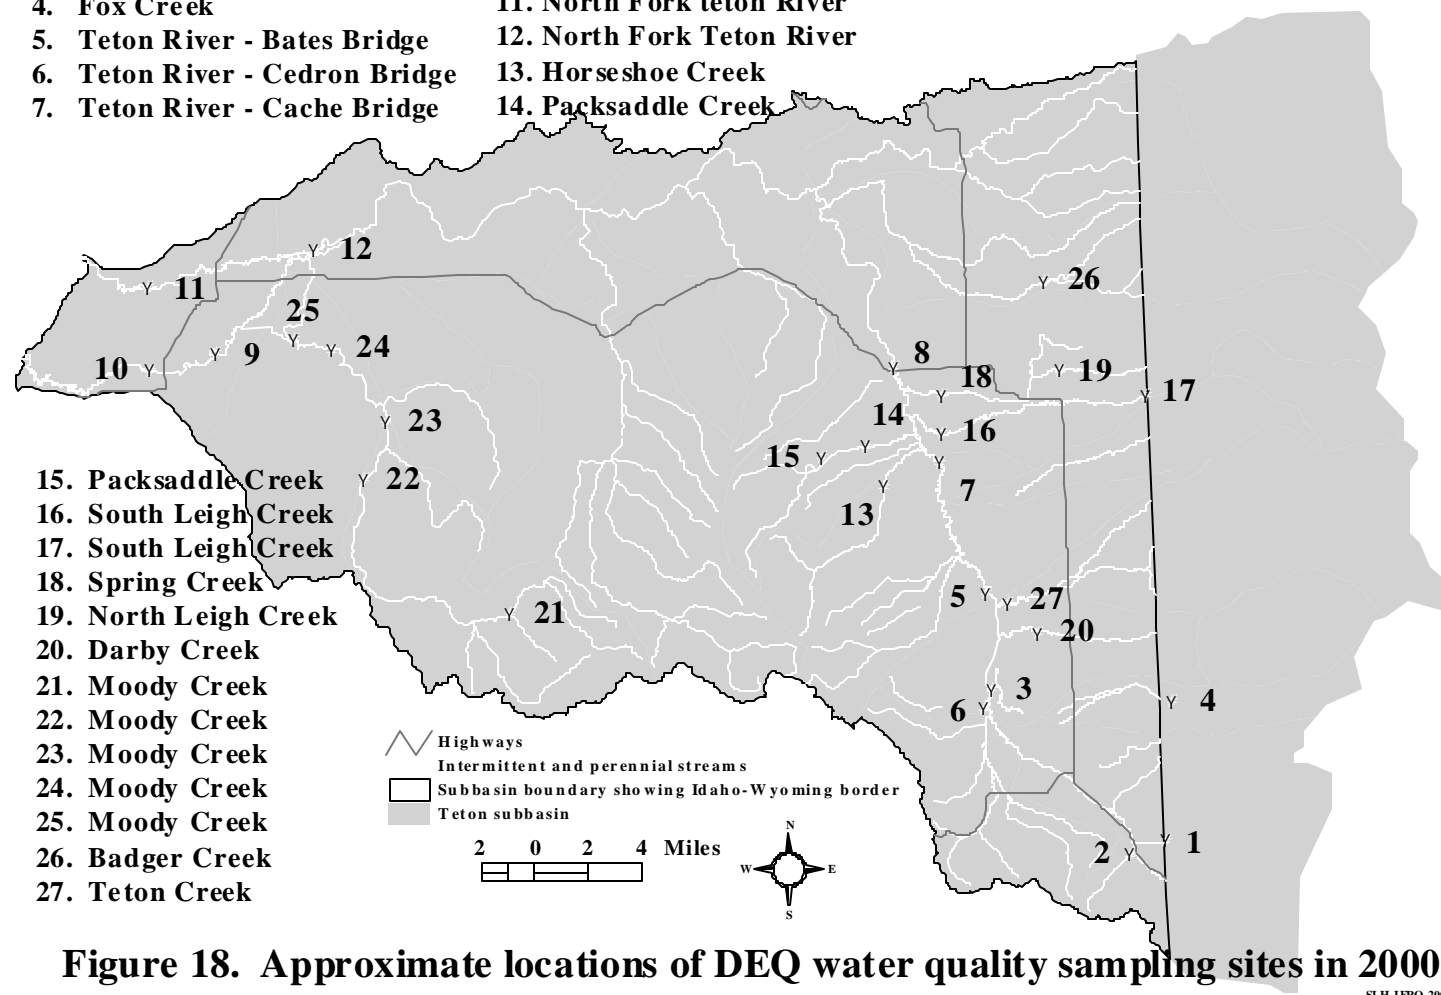 4. Fox Creek
5. Teton River - Bates Bridge
6. Teton River - Cedron Bridge
7. Teton River - Cache Bridge
11. North Fork teton River
12. North Fork Teton River
13. Horseshoe Creek
14. Packsaddle Creek
12
11
25
24
9
10
23
22
21
26
8
18
19
17
14
16
15
7
13
5
27
20
3
4
6
1
2
15. Packsaddle Creek
16. South Leigh Creek
17. South Leigh Creek
18. Spring Creek
19. North Leigh Creek
20. Darby Creek
21. Moody Creek
22. Moody Creek
23. Moody Creek
24. Moody Creek
25. Moody Creek
26. Badger Creek
27. Teton Creek
Highways
Intermittent and perennial streams
Subbasin boundary showing Idaho-Wyoming border
Teton subbasin
2 0 2 4 Miles
N
W E
S
Figure 18. Approximate locations of DEQ water quality sampling sites in 2000